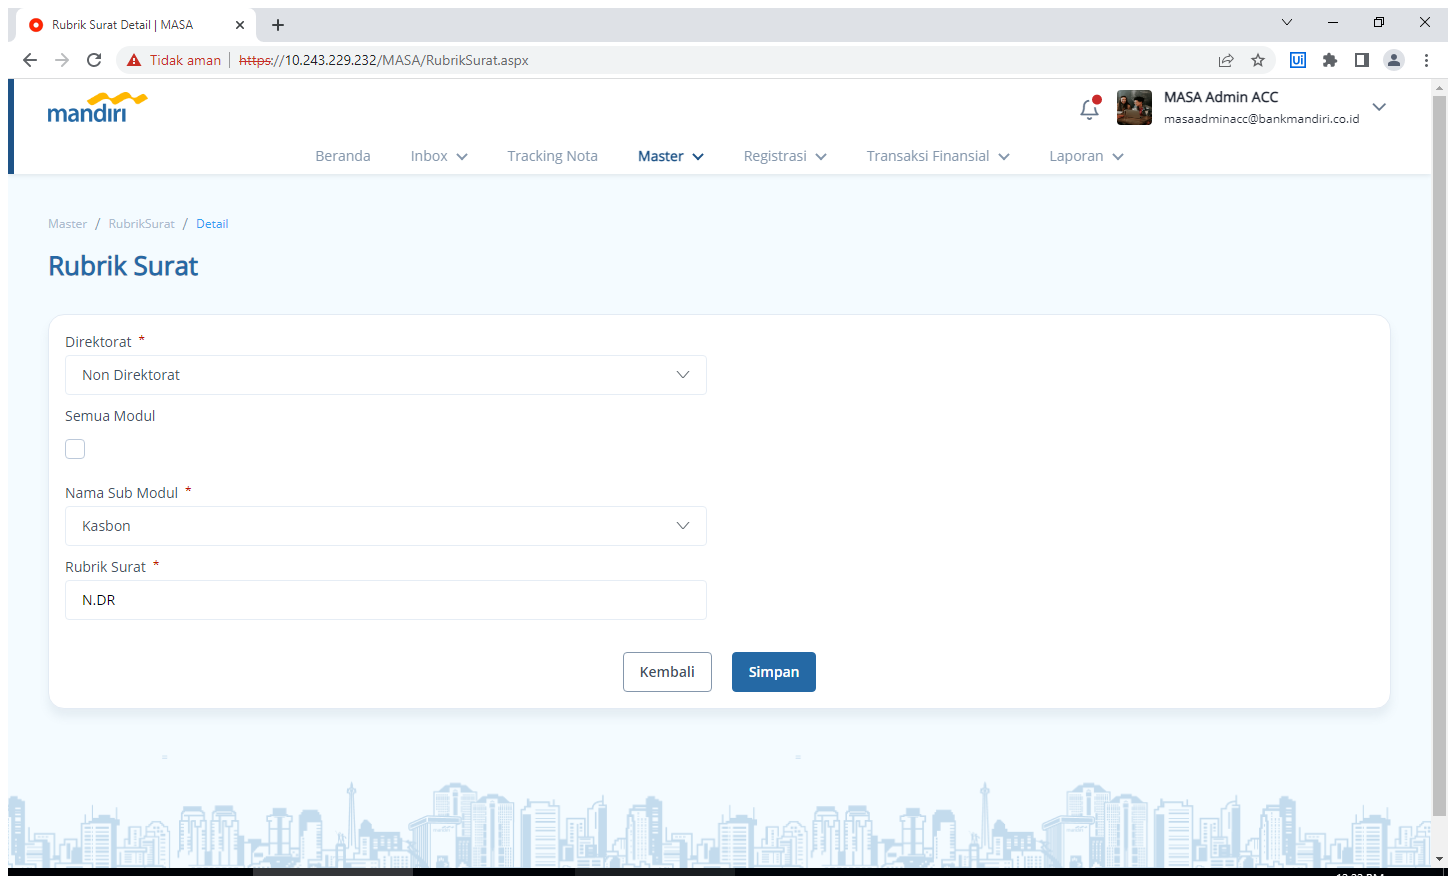 Rubrik Surat Detail | MASA
Tidak aman
https://10.243.229.232/MASA/RubrikSurat.aspx
Ui
mandiri
MASA Admin ACC
masaadminacc@bankmandiri.co.id
Beranda Inbox Tracking Nota Master Registrasi Transaksi Finansial Laporan
Master / RubrikSurat / Detail
Rubrik Surat
Direktorat *
Non Direktorat
Semua Modul
Nama Sub Modul *
Kasbon
Rubrik Surat *
N.DR
Kembali Simpan